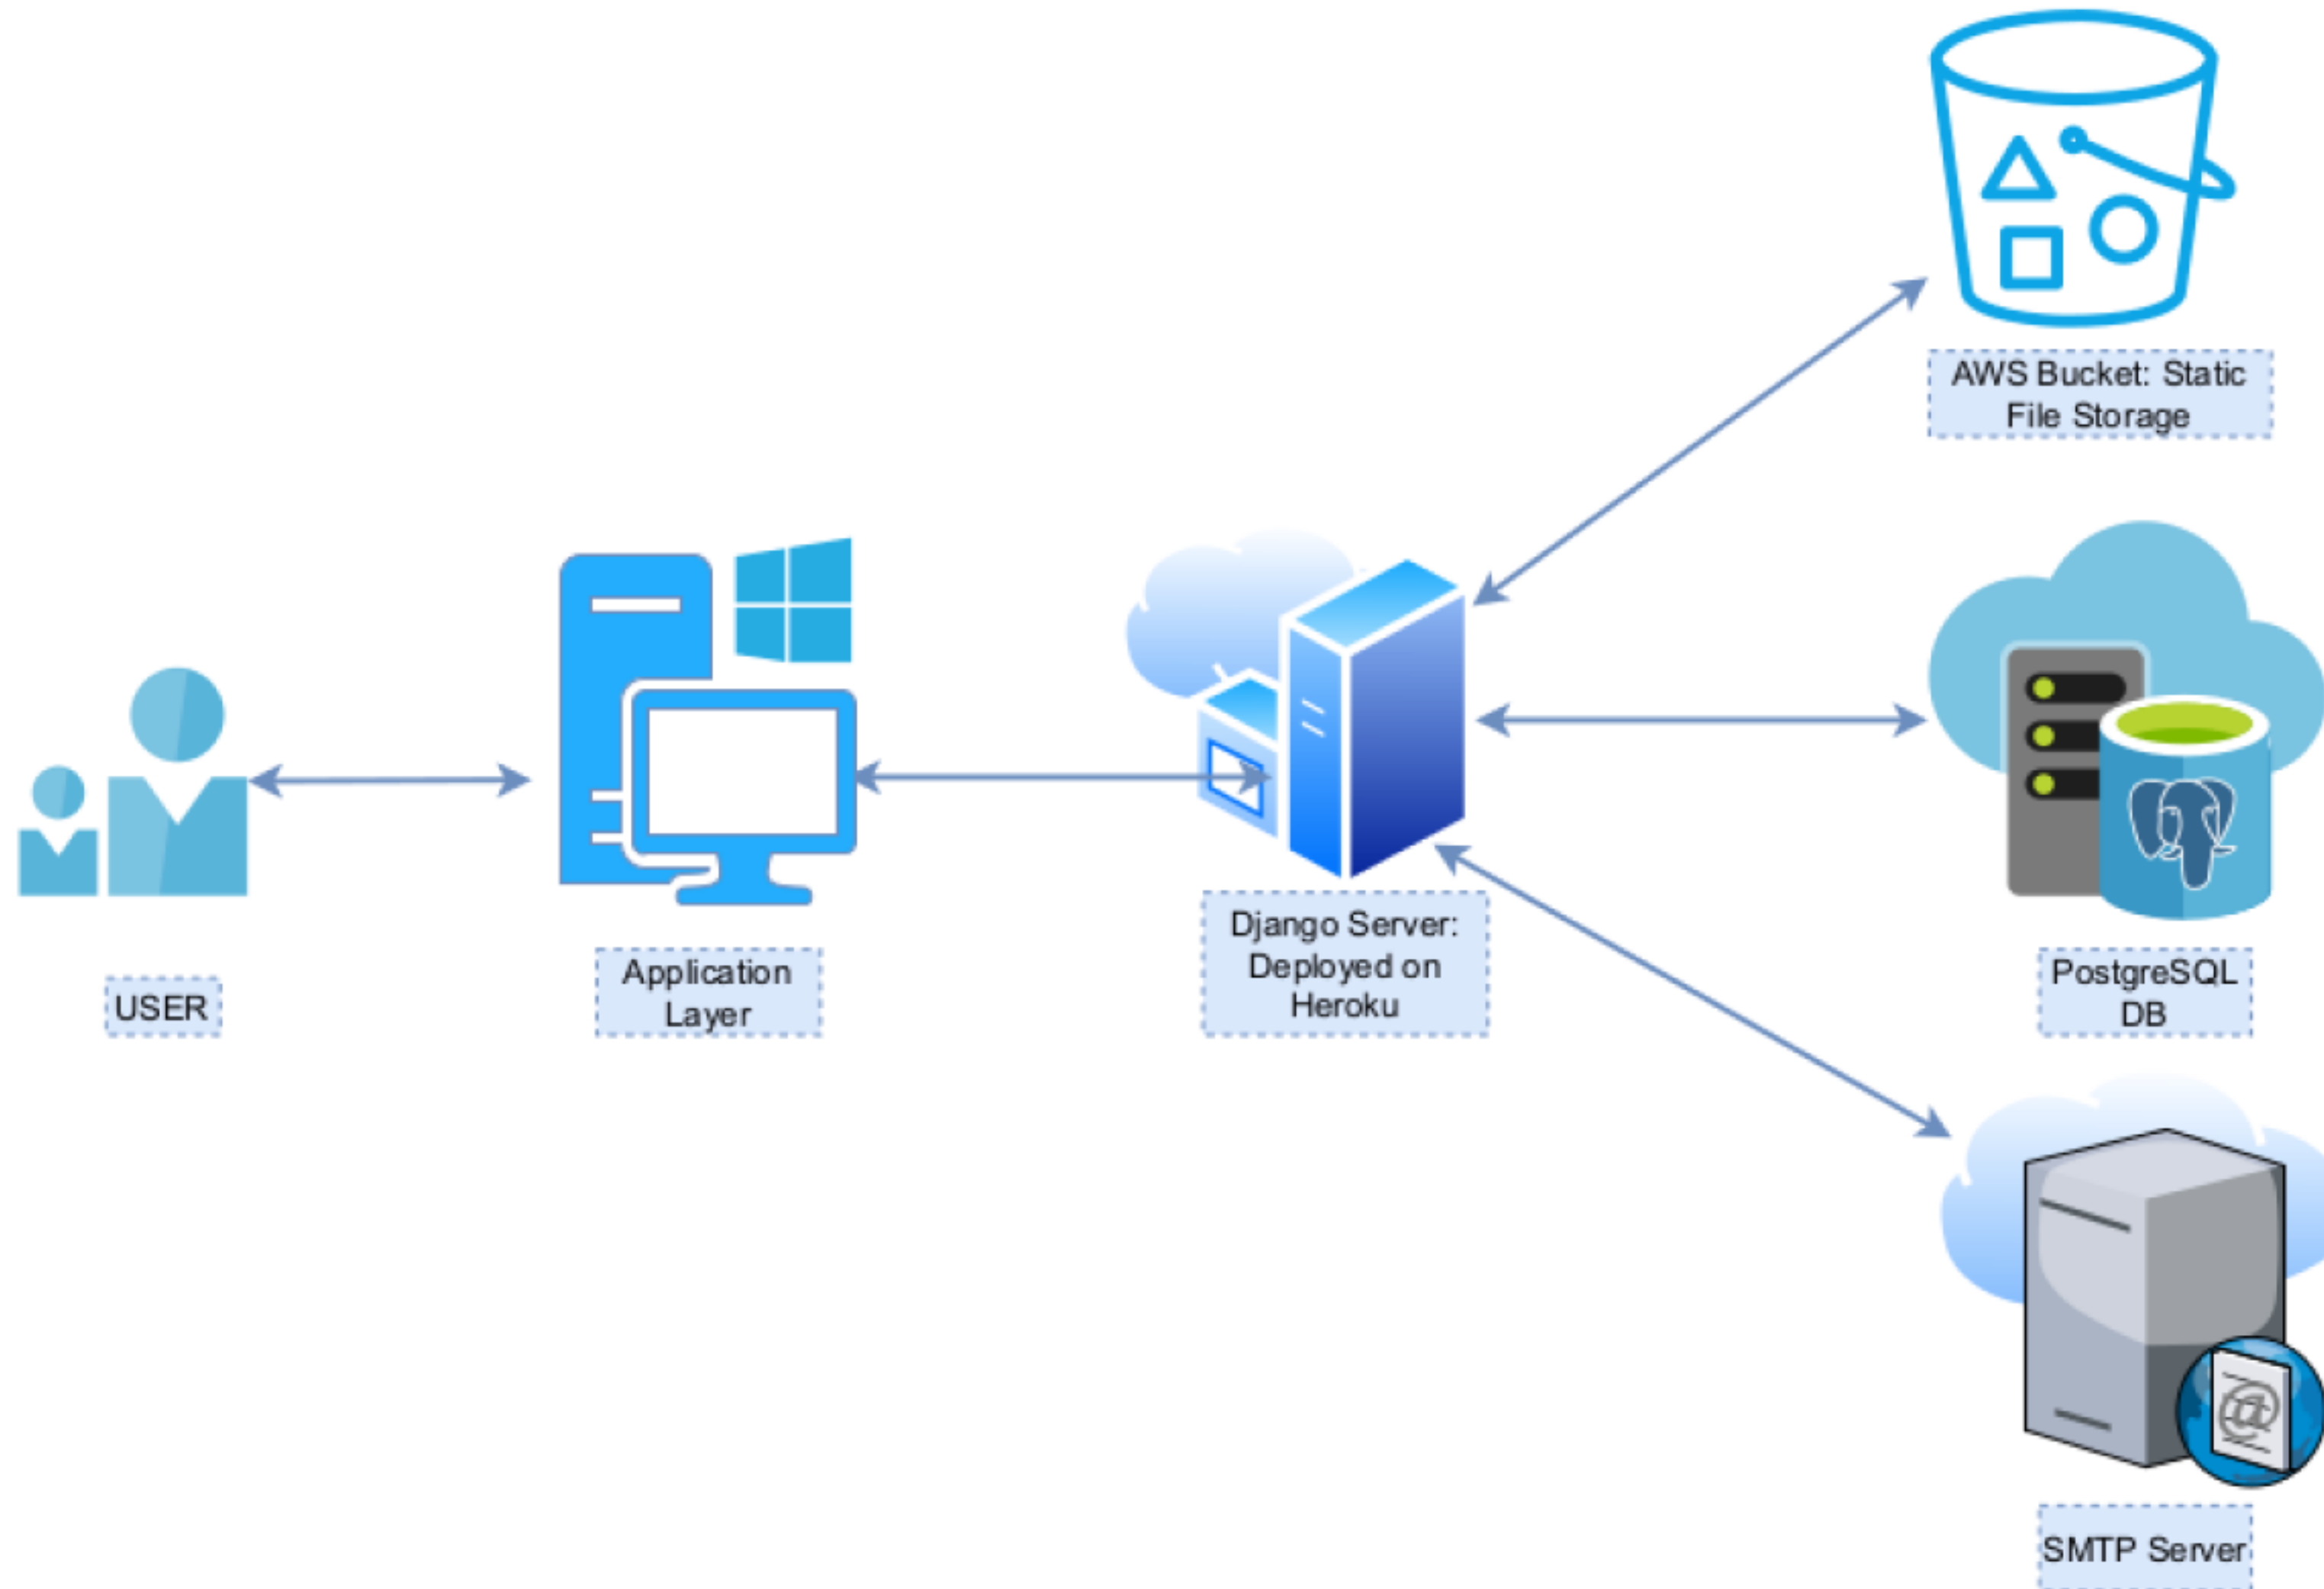 AWS Bucket: Static
File Storage
USER
Application
Layer
Django Server:
Deployed on
Heroku
PostgreSQL
DB
SMTP Server